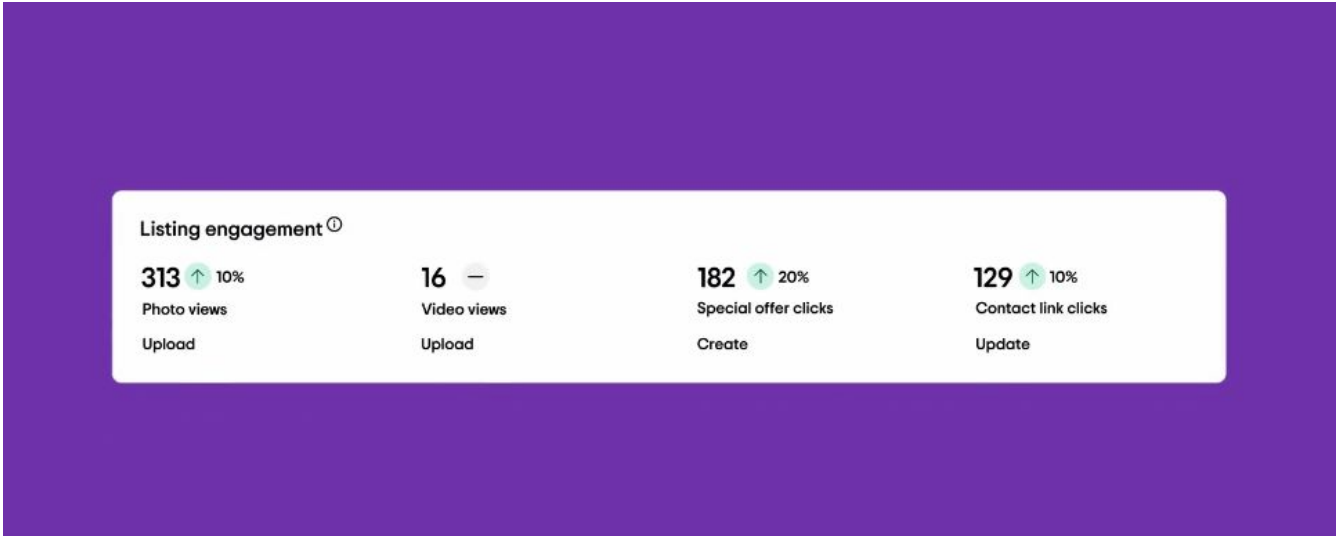 Listing engagement
313 ↑ 10%
Photo views
Upload
16 –
Video views
Upload
182 ↑ 20%
Special offer clicks
Create
129 ↑ 10%
Contact link clicks
Update